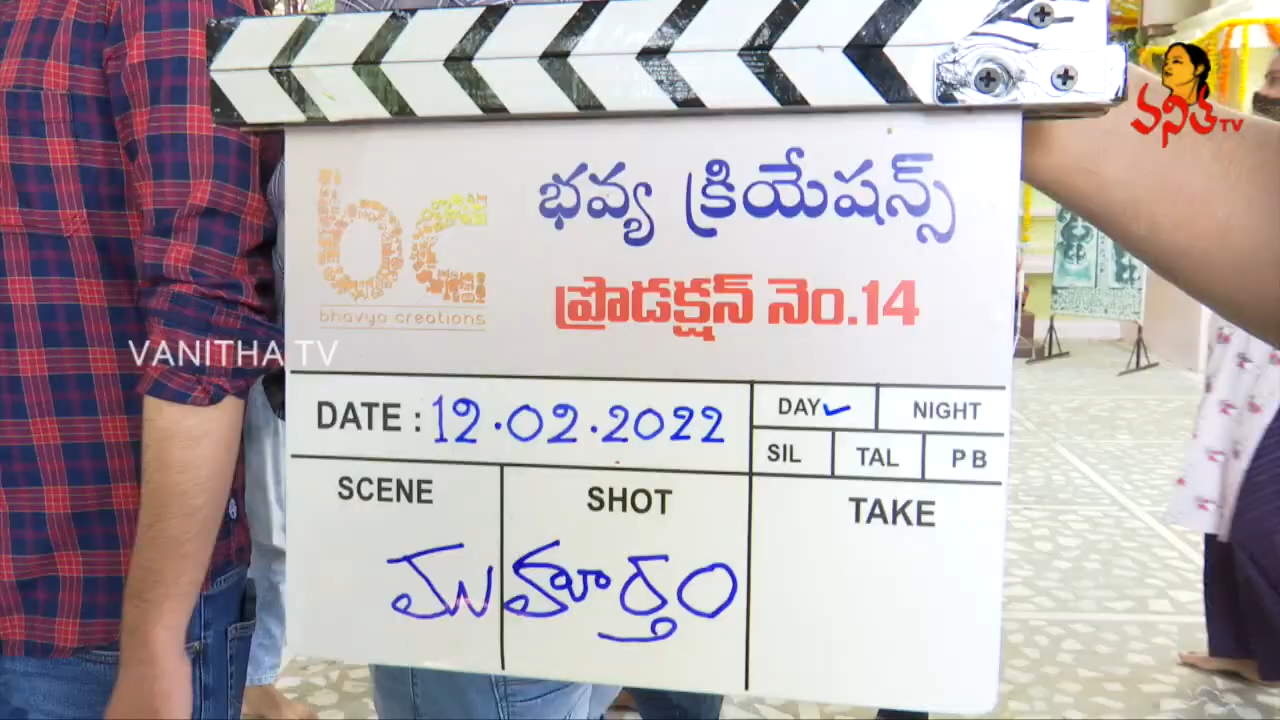 వనిత TV
భవ్య క్రియేషన్స్
bc
bhavya creations
ప్రొడక్షన్ నెం.14
VANITHA TV
DATE : 12.02.2022
DAY✓ NIGHT
SIL TAL PB
SCENE SHOT TAKE
ముహూర్తం